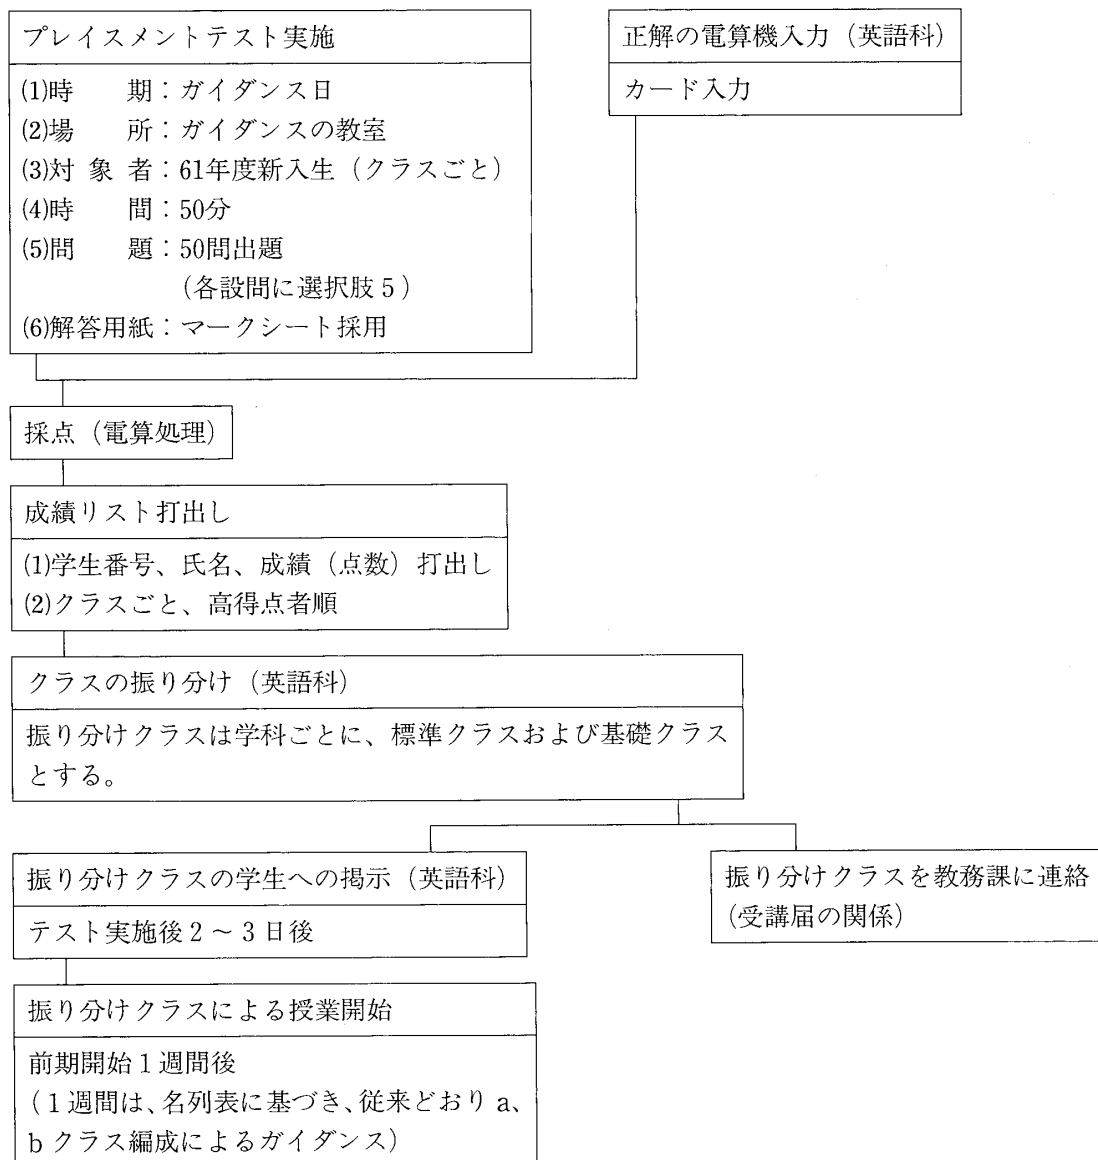 プレイスメントテスト実施
(1)時　　期：ガイダンス日
(2)場　　所：ガイダンスの教室
(3)対 象 者：61年度新入生（クラスごと）
(4)時　　間：50分
(5)問　　題：50問出題
（各設問に選択肢５）
(6)解答用紙：マークシート採用
正解の電算機入力（英語科）
カード入力
採点（電算処理）
成績リスト打出し
(1)学生番号、氏名、成績（点数）打出し
(2)クラスごと、高得点者順
クラスの振り分け（英語科）
振り分けクラスは学科ごとに、標準クラスおよび基礎クラス
とする。
振り分けクラスの学生への掲示（英語科）
テスト実施後２～３日後
振り分けクラスを教務課に連絡
（受講届の関係）
振り分けクラスによる授業開始
前期開始１週間後
（１週間は、名列表に基づき、従来どおり a、
b クラス編成によるガイダンス）